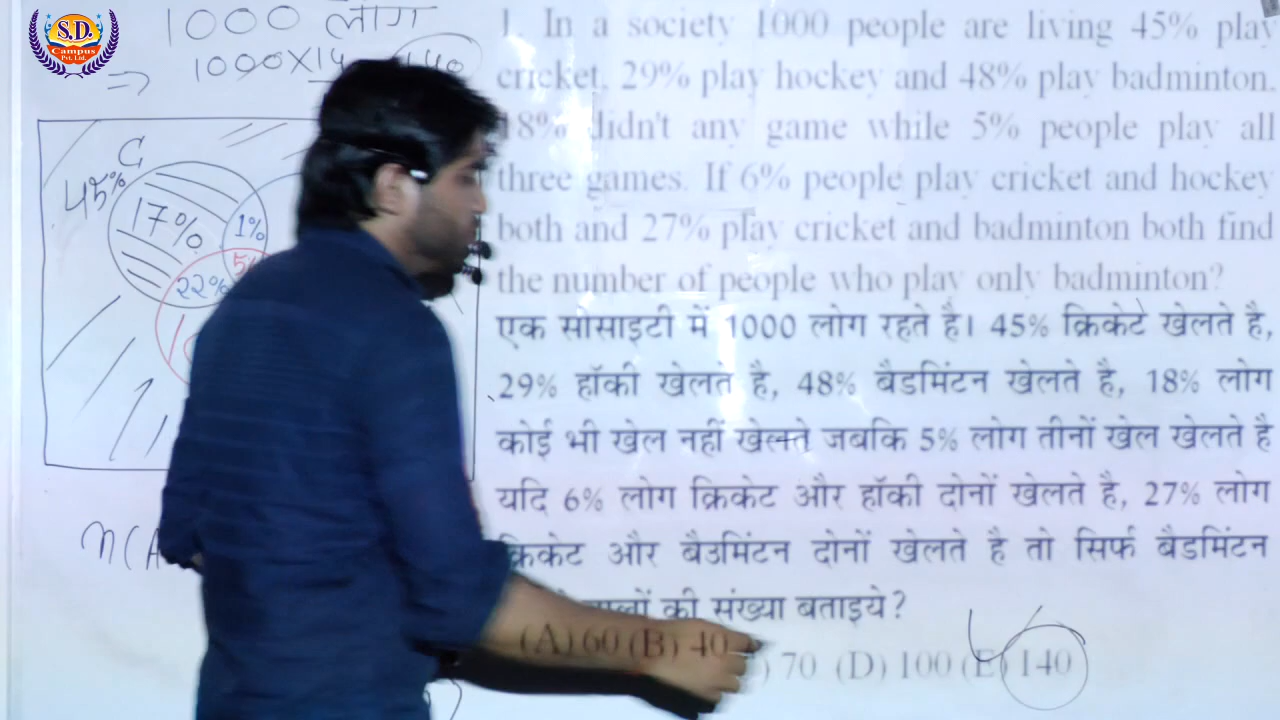 S.D.
Campus
Pvt. Ltd.
1000 लोग
⇒ 1000×14 140
C
45%
17%
1%
22%
n(A
1. In a society 1000 people are living 45% play
cricket, 29% play hockey and 48% play badminton.
18% didn't any game while 5% people play all
three games. If 6% people play cricket and hockey
both and 27% play cricket and badminton both find
the number of people who play only badminton?
एक सोसाइटी में 1000 लोग रहते है। 45% क्रिकेट खेलते है,
29% हॉकी खेलते है, 48% बैडमिंटन खेलते है, 18% लोग
कोई भी खेल नहीं खेलते जबकि 5% लोग तीनों खेल खेलते है
यदि 6% लोग क्रिकेट और हॉकी दोनों खेलते है, 27% लोग
क्रिकेट और बैउमिंटन दोनों खेलते है तो सिर्फ बैडमिंटन
की संख्या बताइये?
(A) 60 (B) 40 70 (D) 100 (E) 140